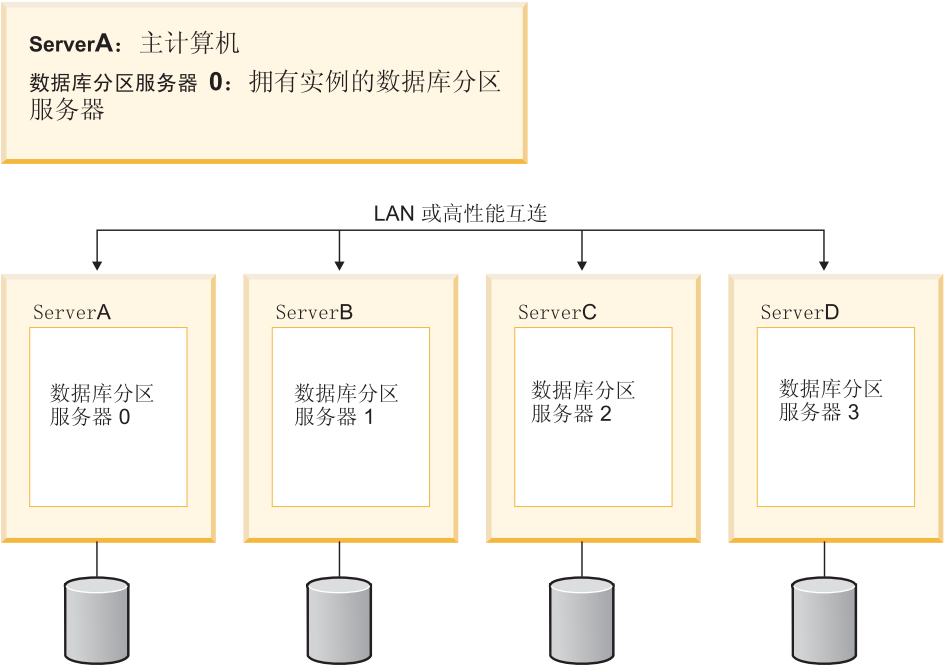 ServerA：主计算机
数据库分区服务器 0：拥有实例的数据库分区
服务器
LAN 或高性能互连
ServerA
ServerB
ServerC
ServerD
数据库分区
服务器 0
数据库分区
服务器 1
数据库分区
服务器 2
数据库分区
服务器 3